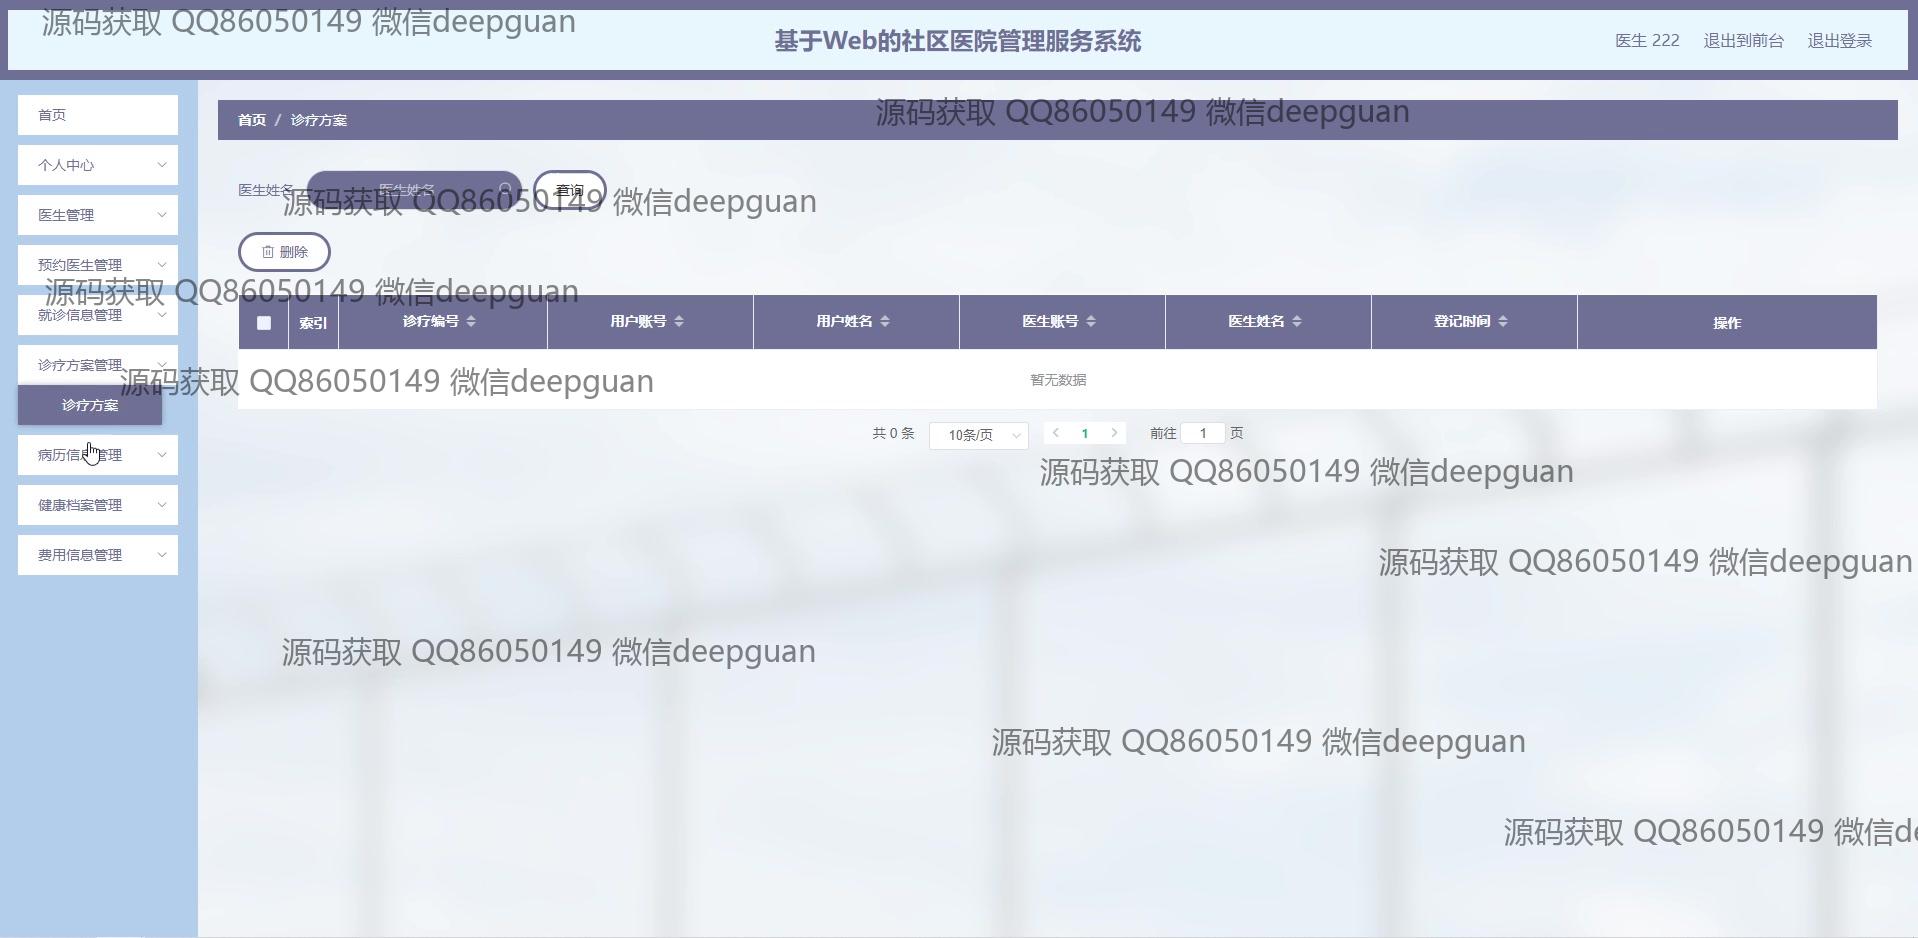 源码获取 QQ86050149 微信deepguan
基于Web的社区医院管理服务系统
医生 222 退出到前台 退出登录
首页
首页 / 诊疗方案
源码获取 QQ86050149 微信deepguan
个人中心
医生姓名 医生姓名 查询
源码获取 QQ86050149 微信deepguan
医生管理
删除
预约医生管理
源码获取 QQ86050149 微信deepguan
就诊信息管理
索引 诊疗编号 用户账号 用户姓名 医生账号 医生姓名 登记时间 操作
诊疗方案管理
源码获取 QQ86050149 微信deepguan
暂无数据
诊疗方案
共 0 条 10条/页 1 前往 1 页
病历信息管理
源码获取 QQ86050149 微信deepguan
健康档案管理
费用信息管理
源码获取 QQ86050149 微信deepguan
源码获取 QQ86050149 微信deepguan
源码获取 QQ86050149 微信deepguan
源码获取 QQ86050149 微信de